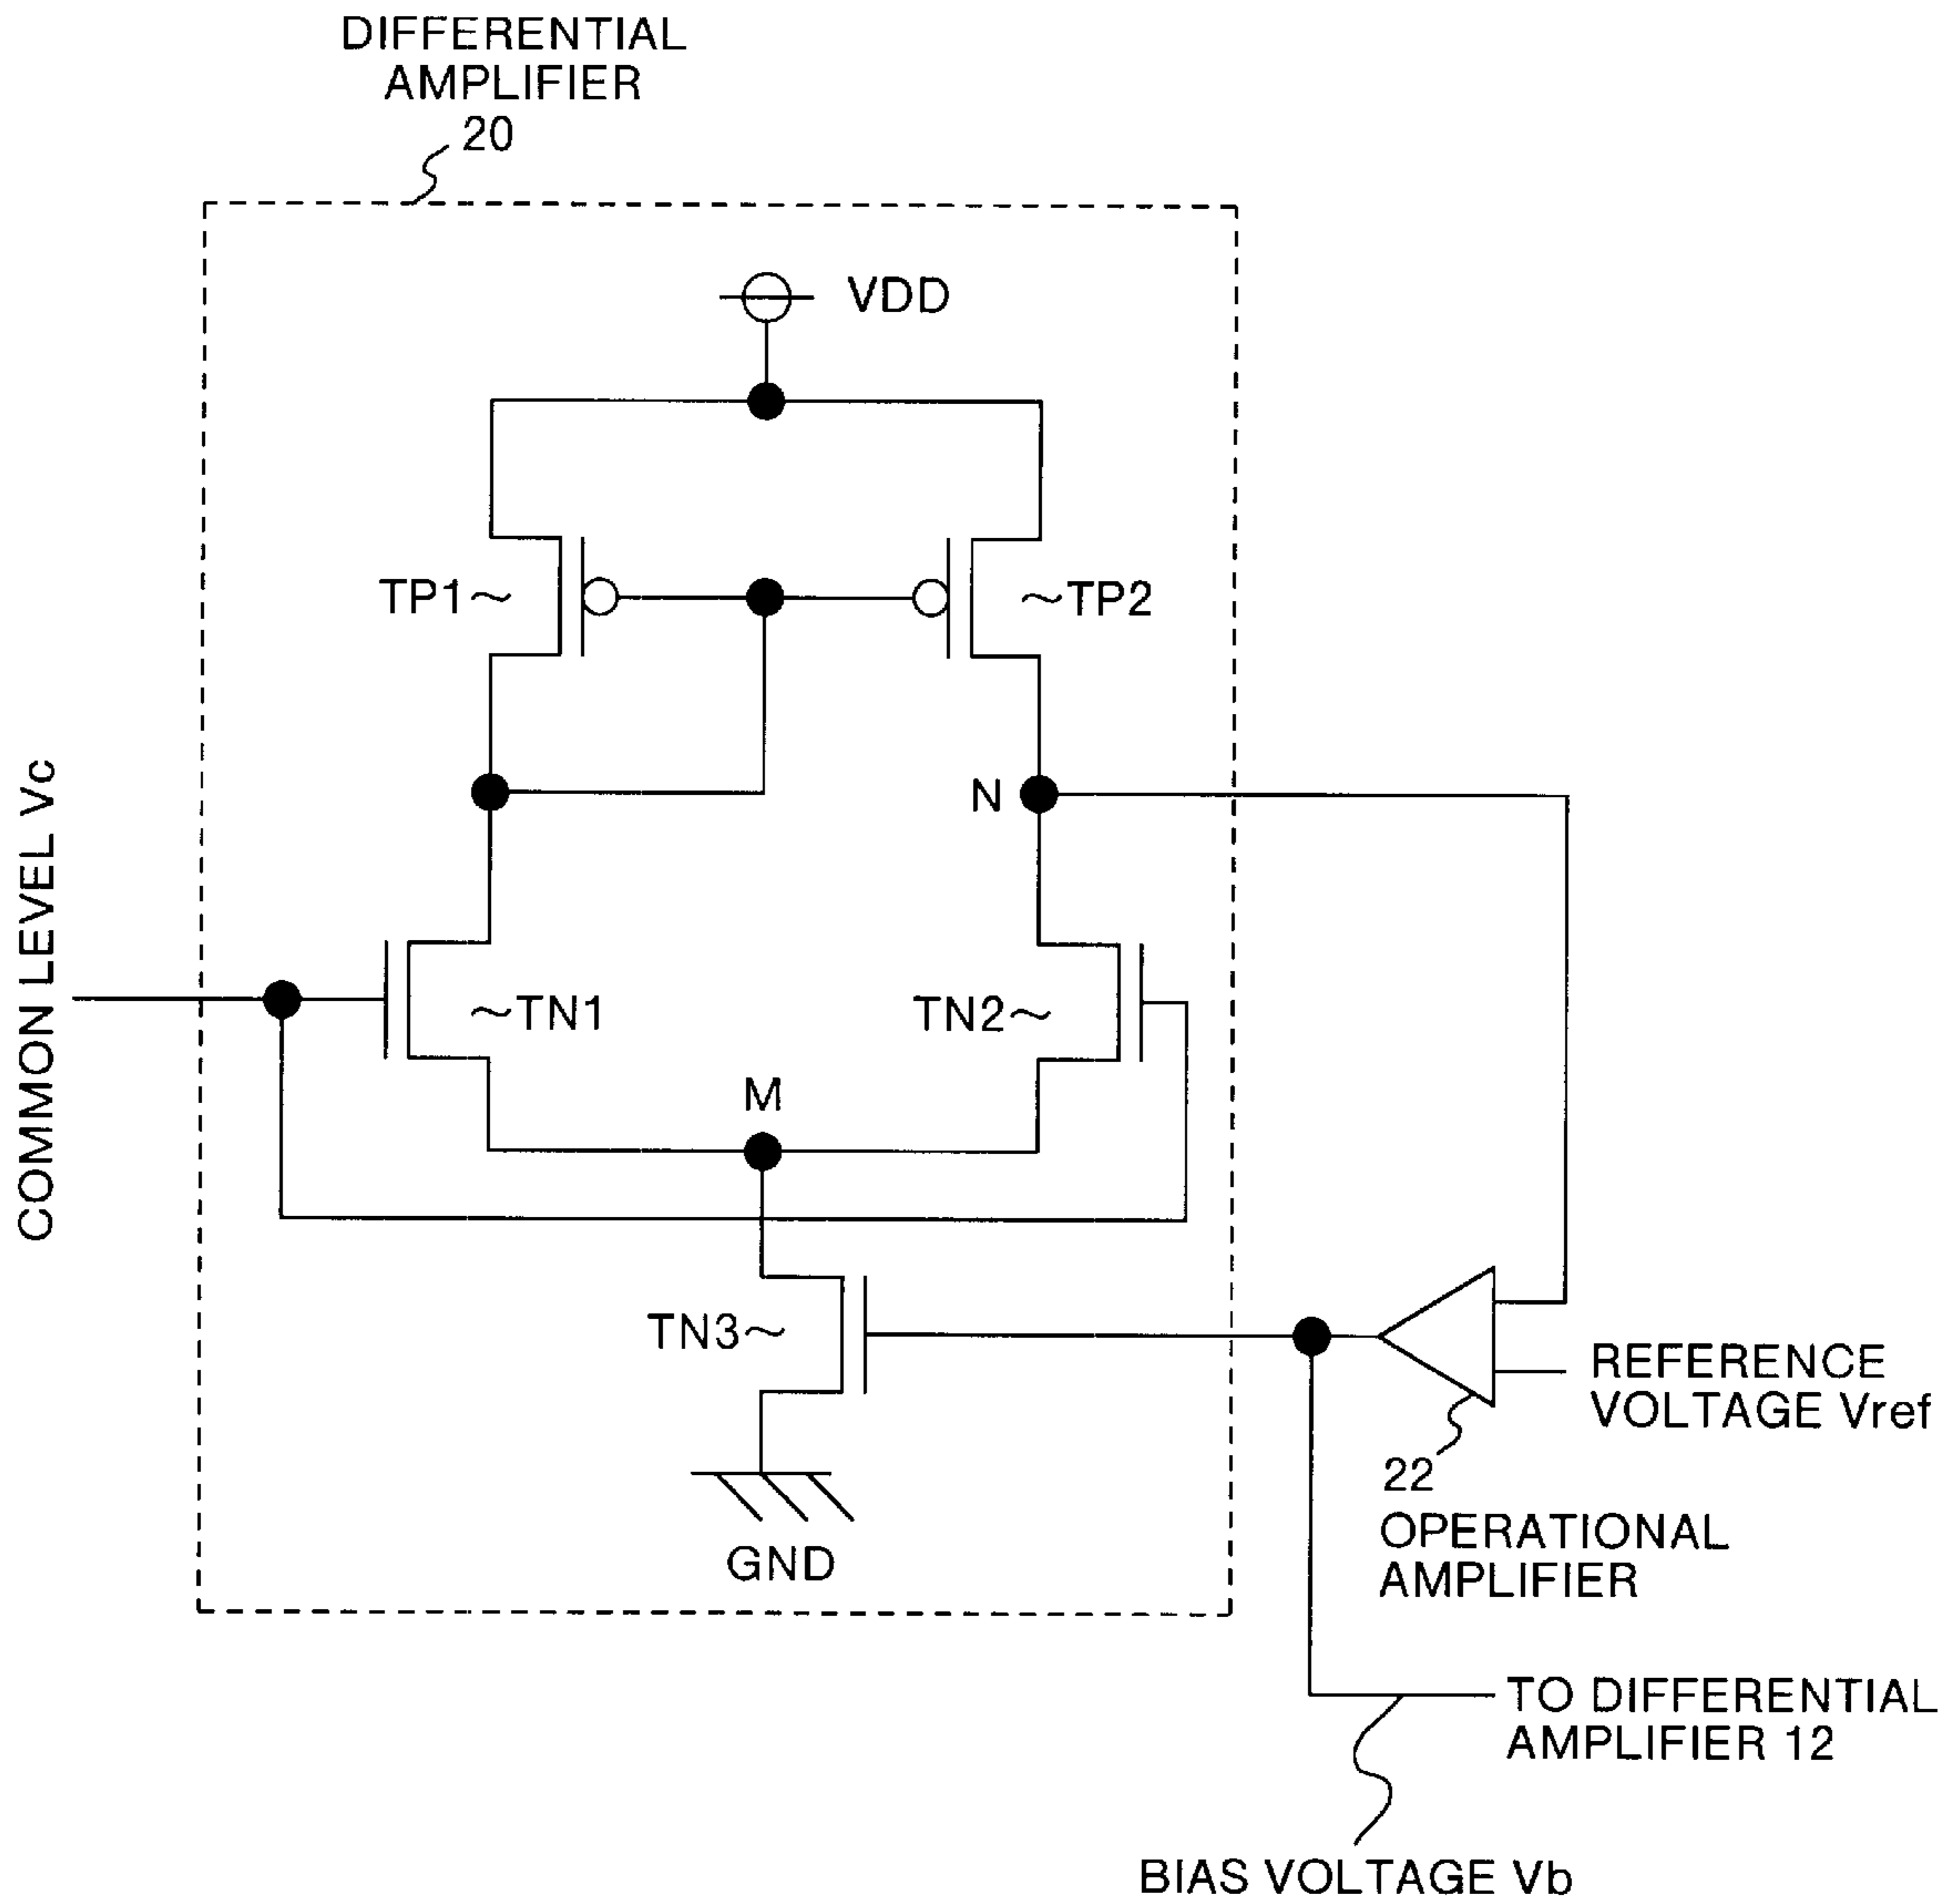 DIFFERENTIAL
AMPLIFIER
20
VDD
TP1
TP2
COMMON LEVEL Vc
N
TN1
TN2
M
TN3
REFERENCE
VOLTAGE Vref
22
OPERATIONAL
AMPLIFIER
GND
TO DIFFERENTIAL
AMPLIFIER 12
BIAS VOLTAGE Vb